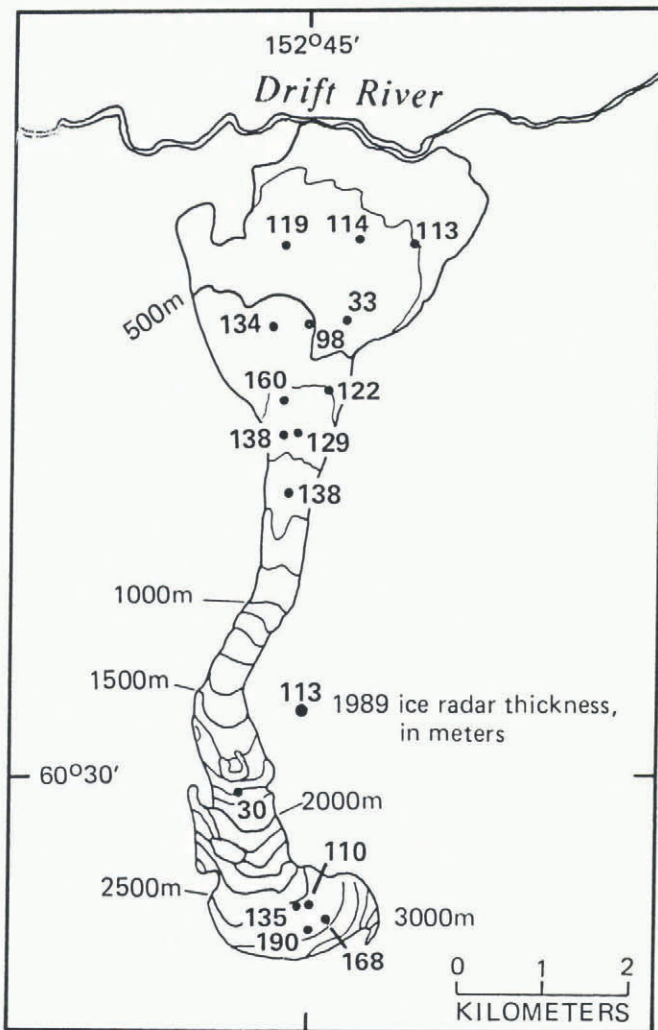 152°45′
Drift River
119
114
113
500m
33
134
98
160
122
138
129
138
1000m
1500m
113
1989 ice radar thickness,
in meters
60°30′
30
2000m
110
2500m
135
3000m
190
168
0 1 2
KILOMETERS